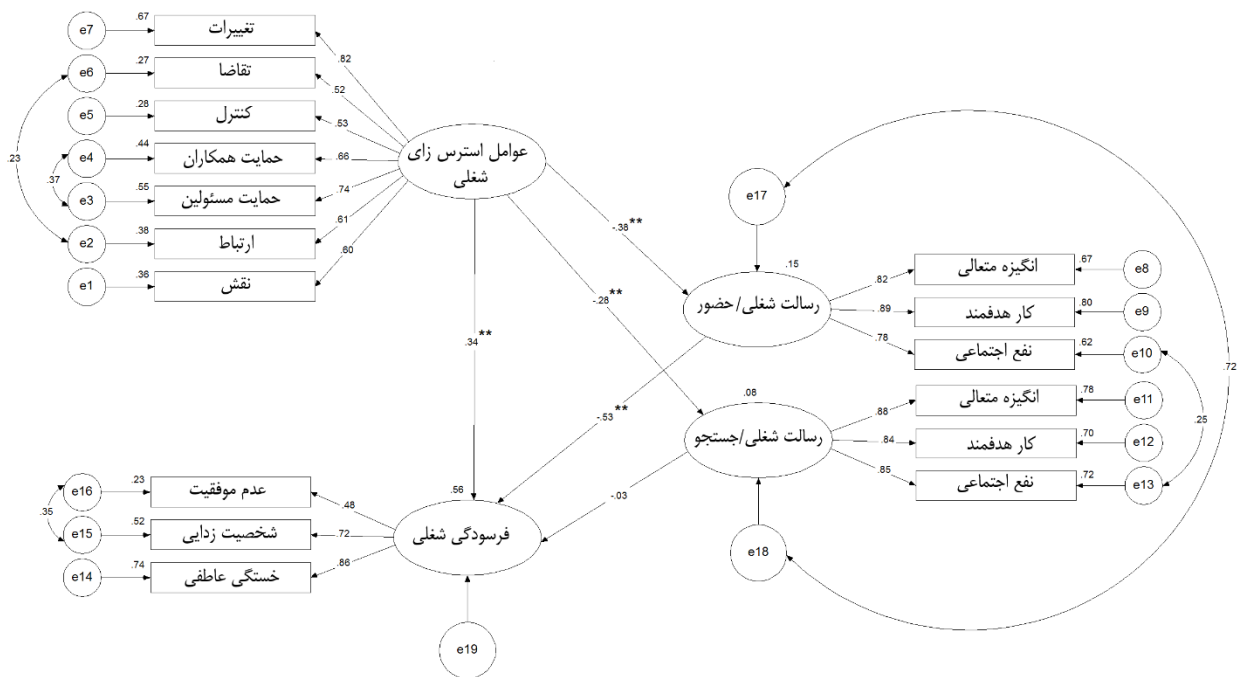 e7
.67
تغییرات
.82
e6
.27
تقاضا
.52
e5
.28
کنترل
.53
e4
.44
حمایت همکاران
.66
e3
.55
حمایت مسئولین
.74
e2
.38
ارتباط
.61
e1
.36
نقش
.60
.23
.37
عوامل استرس زای
شغلی
-.38**
-.28**
.34**
e17
.15
رسالت شغلی/حضور
.82
انگیزه متعالی
.67
e8
.89
کار هدفمند
.80
e9
.78
نفع اجتماعی
.62
e10
-.53**
.08
رسالت شغلی/جستجو
.88
انگیزه متعالی
.78
e11
.84
کار هدفمند
.70
e12
.85
نفع اجتماعی
.72
e13
.25
.72
-.03
e18
.56
فرسودگی شغلی
e16
.23
عدم موفقیت
.48
e15
.52
شخصیت زدایی
.72
e14
.74
خستگی عاطفی
.86
.35
e19